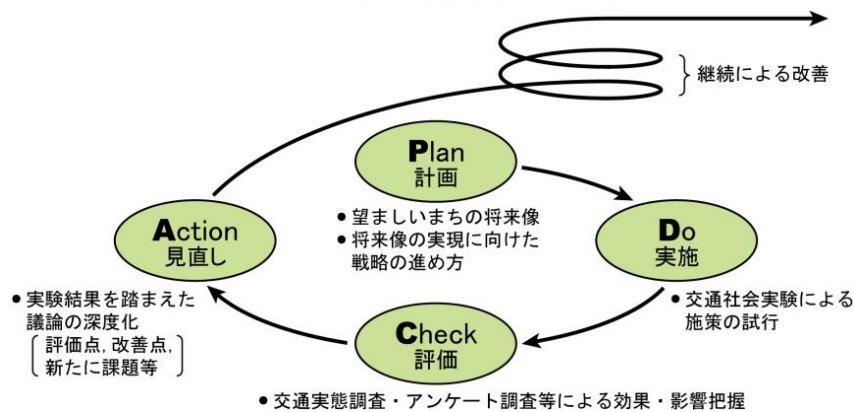 継続による改善
Plan
計画
• 望ましいまちの将来像
• 将来像の実現に向けた
戦略の進め方
Action
見直し
Do
実施
• 実験結果を踏まえた
議論の深度化
評価点, 改善点,
新たに課題等
• 交通社会実験による
施策の試行
Check
評価
• 交通実態調査・アンケート調査等による効果・影響把握